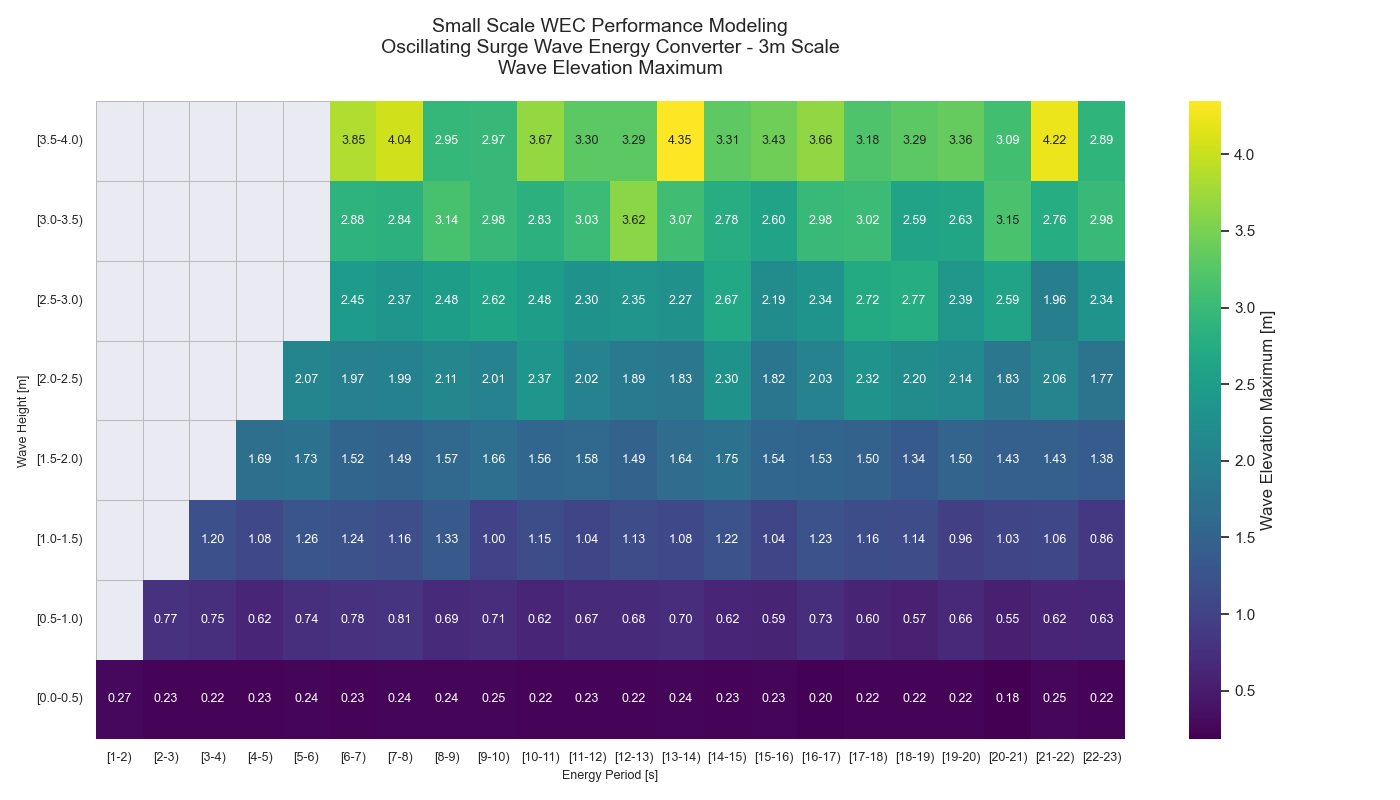 Small Scale WEC Performance Modeling
Oscillating Surge Wave Energy Converter - 3m Scale
Wave Elevation Maximum
[3.5-4.0) 3.85 4.04 2.95 2.97 3.67 3.30 3.29 4.35 3.31 3.43 3.66 3.18 3.29 3.36 3.09 4.22 2.89
[3.0-3.5) 2.88 2.84 3.14 2.98 2.83 3.03 3.62 3.07 2.78 2.60 2.98 3.02 2.59 2.63 3.15 2.76 2.98
[2.5-3.0) 2.45 2.37 2.48 2.62 2.48 2.30 2.35 2.27 2.67 2.19 2.34 2.72 2.77 2.39 2.59 1.96 2.34
[2.0-2.5) 2.07 1.97 1.99 2.11 2.01 2.37 2.02 1.89 1.83 2.30 1.82 2.03 2.32 2.20 2.14 1.83 2.06 1.77
[1.5-2.0) 1.69 1.73 1.52 1.49 1.57 1.66 1.56 1.58 1.49 1.64 1.75 1.54 1.53 1.50 1.34 1.50 1.43 1.43 1.38
[1.0-1.5) 1.20 1.08 1.26 1.24 1.16 1.33 1.00 1.15 1.04 1.13 1.08 1.22 1.04 1.23 1.16 1.14 0.96 1.03 1.06 0.86
[0.5-1.0) 0.77 0.75 0.62 0.74 0.78 0.81 0.69 0.71 0.62 0.67 0.68 0.70 0.62 0.59 0.73 0.60 0.57 0.66 0.55 0.62 0.63
[0.0-0.5) 0.27 0.23 0.22 0.23 0.24 0.23 0.24 0.24 0.25 0.22 0.23 0.22 0.24 0.23 0.23 0.20 0.22 0.22 0.22 0.18 0.25 0.22
[1-2) [2-3) [3-4) [4-5) [5-6) [6-7) [7-8) [8-9) [9-10) [10-11) [11-12) [12-13) [13-14) [14-15) [15-16) [16-17) [17-18) [18-19) [19-20) [20-21) [21-22) [22-23)
Energy Period [s]
Wave Height [m]
4.0
3.5
3.0
2.5
2.0
1.5
1.0
0.5
Wave Elevation Maximum [m]